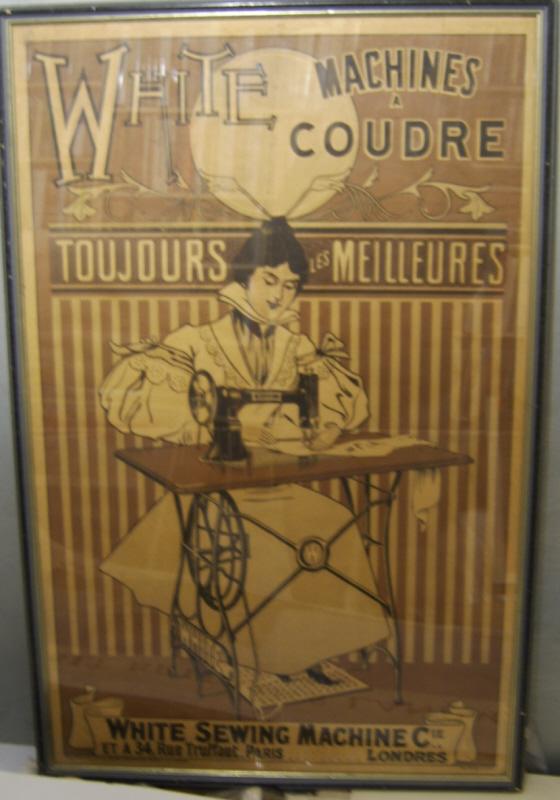 WHITE
MACHINES
A
COUDRE
TOUJOURS LES MEILLEURES
W
WHITE SEWING MACHINE CIE
ET A 34, Rue Truffaut, PARIS LONDRES